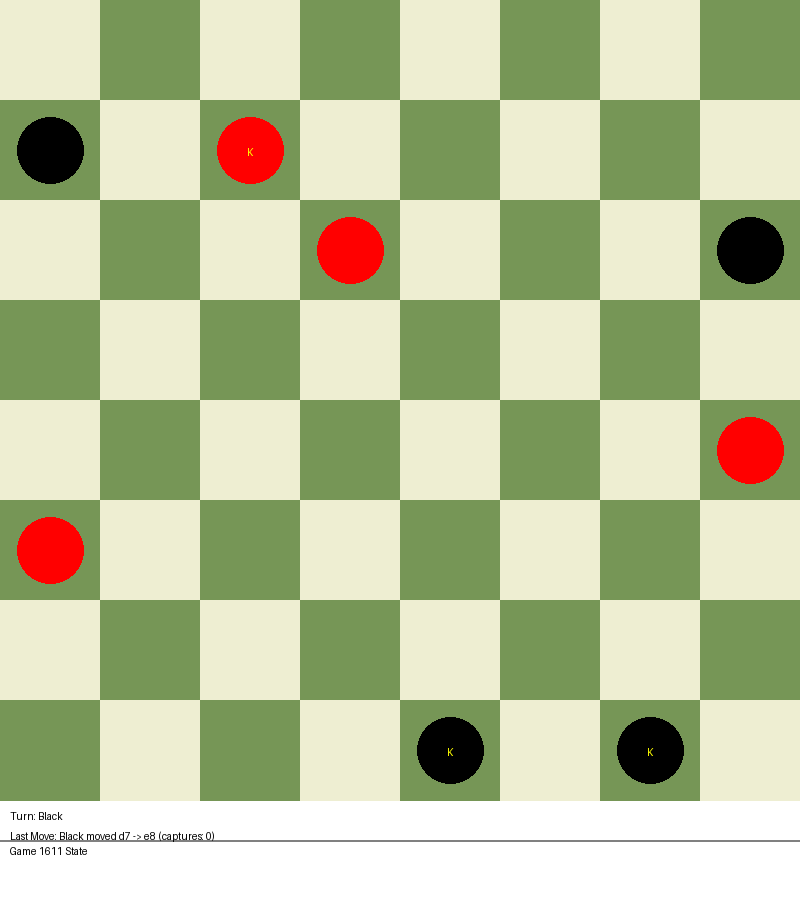 K
K K
Turn: Black
Last Move: Black moved d7 -> e8 (captures: 0)
Game 1611 State